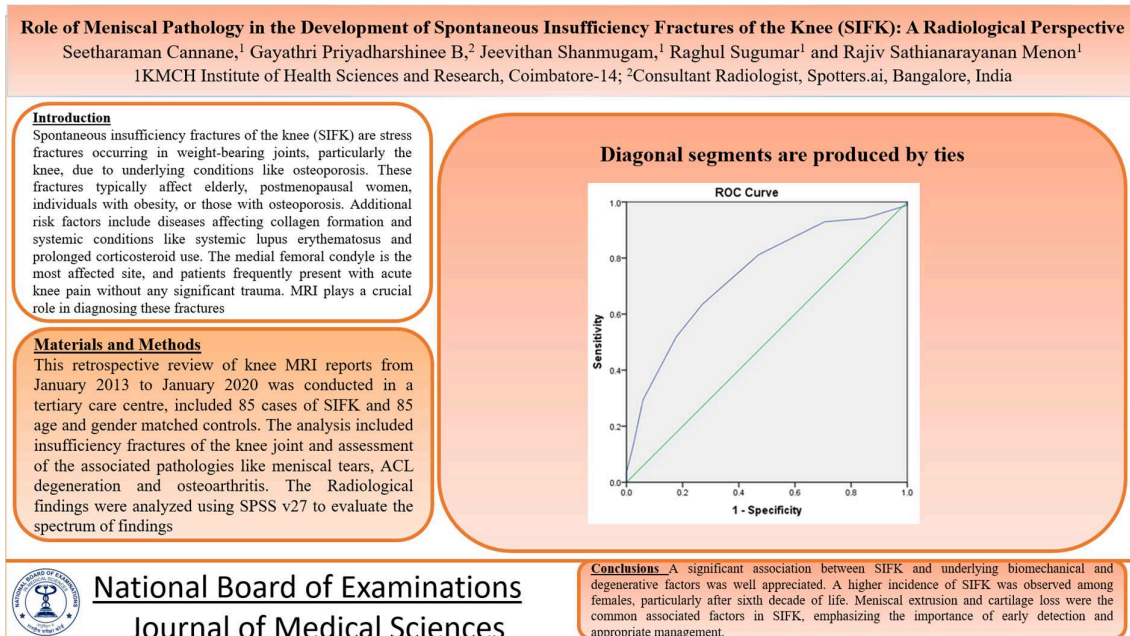 Role of Meniscal Pathology in the Development of Spontaneous Insufficiency Fractures of the Knee (SIFK): A Radiological Perspective
Seetharaman Cannane,¹ Gayathri Priyadharshinee B,² Jeevithan Shanmugam,¹ Raghul Sugumar¹ and Rajiv Sathianarayanan Menon¹
1KMCH Institute of Health Sciences and Research, Coimbatore-14; ²Consultant Radiologist, Spotters.ai, Bangalore, India
Introduction
Spontaneous insufficiency fractures of the knee (SIFK) are stress
fractures occurring in weight-bearing joints, particularly the
knee, due to underlying conditions like osteoporosis. These
fractures typically affect elderly, postmenopausal women,
individuals with obesity, or those with osteoporosis. Additional
risk factors include diseases affecting collagen formation and
systemic conditions like systemic lupus erythematosus and
prolonged corticosteroid use. The medial femoral condyle is the
most affected site, and patients frequently present with acute
knee pain without any significant trauma. MRI plays a crucial
role in diagnosing these fractures
Materials and Methods
This retrospective review of knee MRI reports from
January 2013 to January 2020 was conducted in a
tertiary care centre, included 85 cases of SIFK and 85
age and gender matched controls. The analysis included
insufficiency fractures of the knee joint and assessment
of the associated pathologies like meniscal tears, ACL
degeneration and osteoarthritis. The Radiological
findings were analyzed using SPSS v27 to evaluate the
spectrum of findings
Diagonal segments are produced by ties
ROC Curve
1.0
0.8
0.6
0.4
0.2
0.0
Sensitivity
0.0 0.2 0.4 0.6 0.8 1.0
1 - Specificity
National Board of Examinations
Journal of Medical Sciences
Conclusions A significant association between SIFK and underlying biomechanical and
degenerative factors was well appreciated. A higher incidence of SIFK was observed among
females, particularly after sixth decade of life. Meniscal extrusion and cartilage loss were the
common associated factors in SIFK, emphasizing the importance of early detection and
appropriate management.